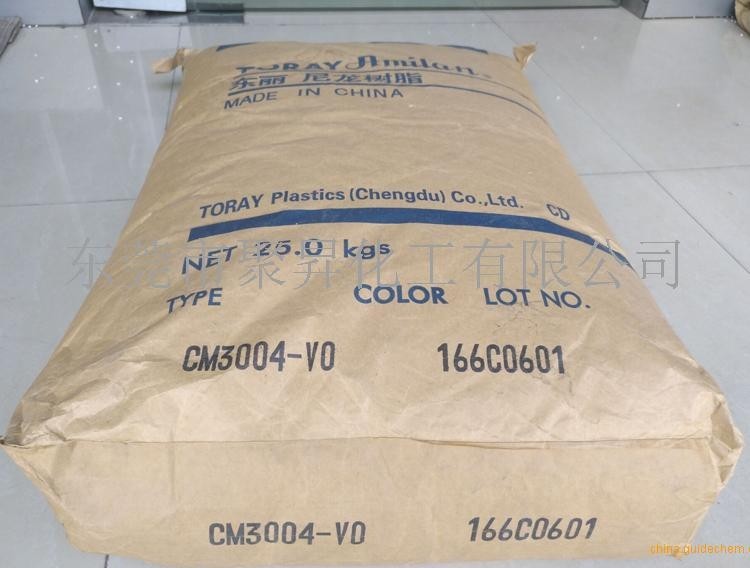 TORAY Amilan
东丽 尼龙树脂
MADE IN CHINA
TORAY Plastics (Chengdu) Co.,Ltd. CD
东莞市聚昇化工有限公司
NET 25.0 kgs
TYPE COLOR LOT NO.
CM3004-V0 166C0601
CM3004-V0 166C0601
china.guidechem.com